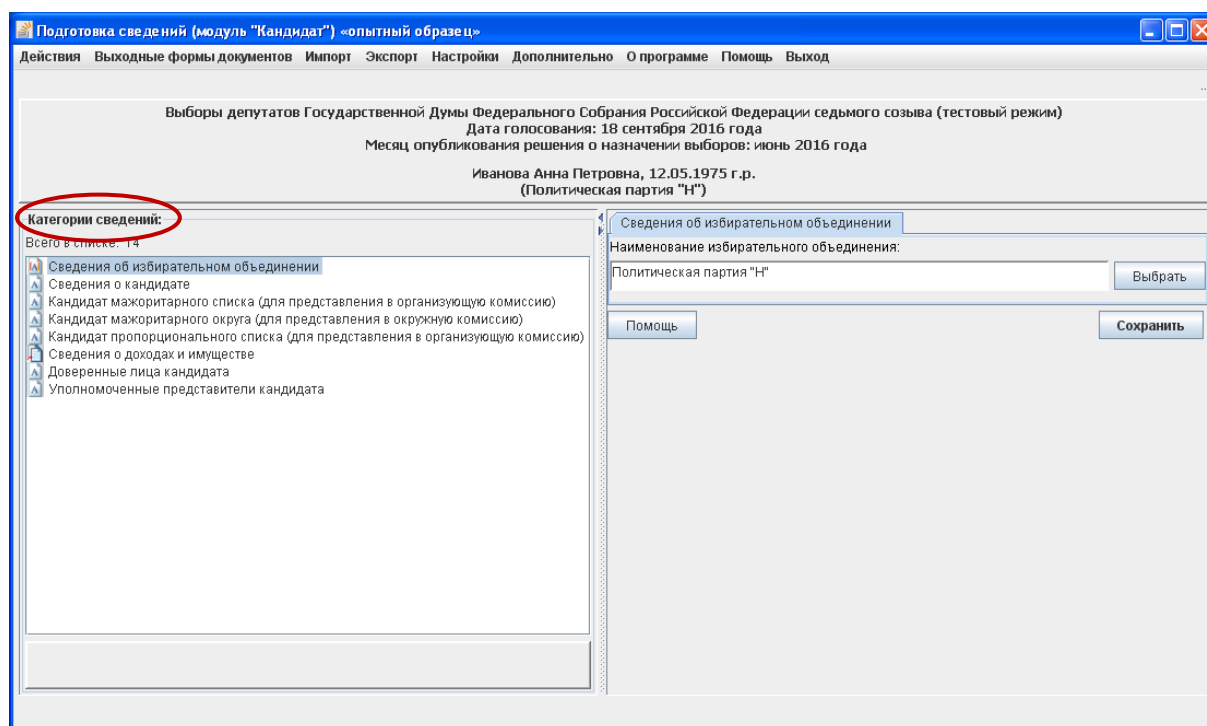 Подготовка сведений (модуль "Кандидат") «опытный образец»
Действия Выходные формы документов Импорт Экспорт Настройки Дополнительно О программе Помощь Выход
Выборы депутатов Государственной Думы Федерального Собрания Российской Федерации седьмого созыва (тестовый режим)
Дата голосования: 18 сентября 2016 года
Месяц опубликования решения о назначении выборов: июнь 2016 года
Иванова Анна Петровна, 12.05.1975 г.р.
(Политическая партия "Н")
Категории сведений:
Всего в списке: 14
Сведения об избирательном объединении
Сведения о кандидате
Кандидат мажоритарного списка (для представления в организующую комиссию)
Кандидат мажоритарного округа (для представления в окружную комиссию)
Кандидат пропорционального списка (для представления в организующую комиссию)
Сведения о доходах и имуществе
Доверенные лица кандидата
Уполномоченные представители кандидата
Сведения об избирательном объединении
Наименование избирательного объединения:
Политическая партия "Н"
Выбрать
Помощь
Сохранить